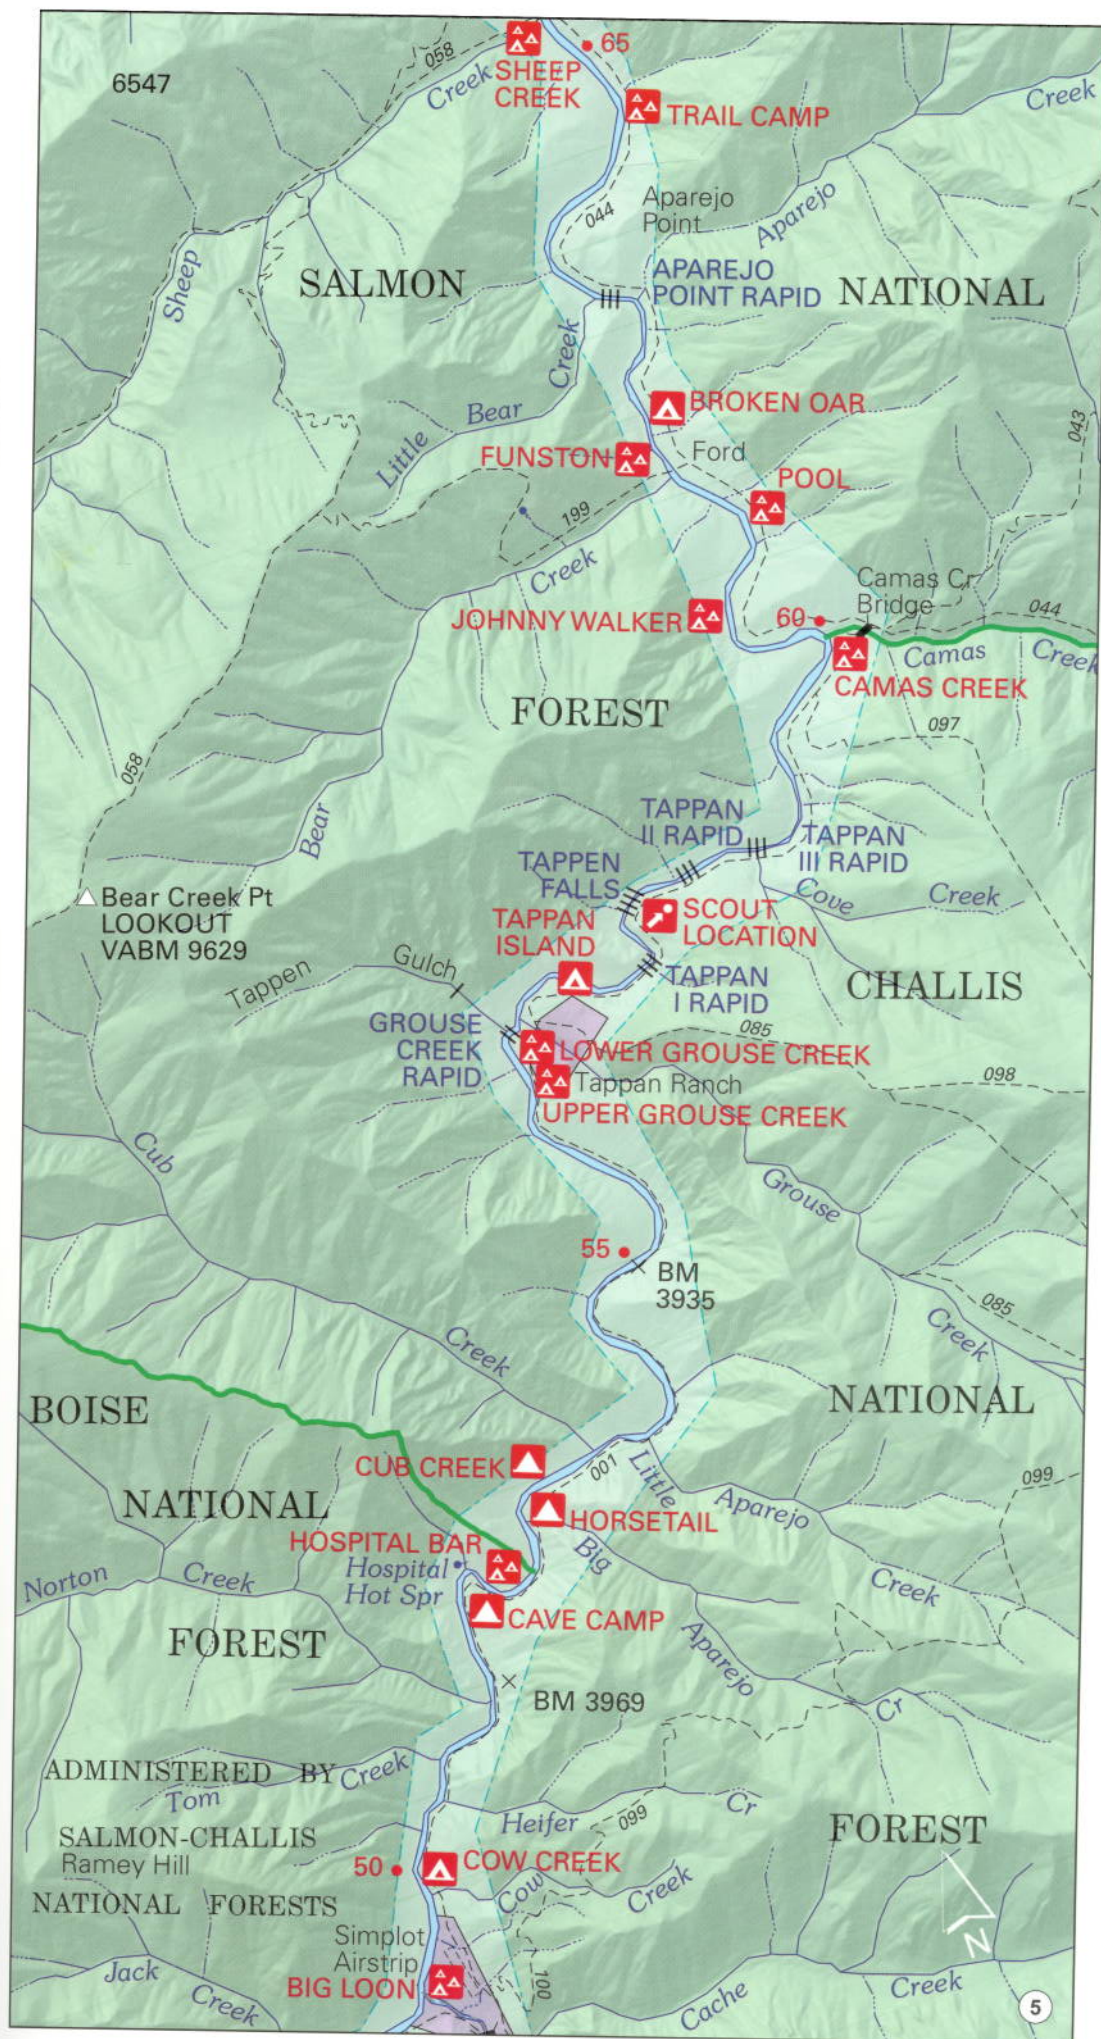 65
058
SHEEP
CREEK
Creek
6547
Creek
TRAIL CAMP
Aparejo
Point
044
Aparejo
Sheep
SALMON
APAREJO
POINT RAPID
NATIONAL
Creek
BROKEN OAR
Bear
Little
043
FUNSTON
Ford
POOL
199
Creek
Camas Cr
Bridge
044
JOHNNY WALKER
60
Camas
Creek
CAMAS CREEK
FOREST
097
058
Bear
TAPPAN
II RAPID
TAPPAN
III RAPID
TAPPEN
FALLS
Cove
Creek
Bear Creek Pt
LOOKOUT
VABM 9629
TAPPAN
ISLAND
SCOUT
LOCATION
Gulch
Tappen
TAPPAN
I RAPID
CHALLIS
GROUSE
CREEK
RAPID
085
LOWER GROUSE CREEK
098
Tappan Ranch
UPPER GROUSE CREEK
Cub
Grouse
55
BM
3935
085
Creek
Creek
BOISE
NATIONAL
CUB CREEK
001
Little
Aparejo
099
NATIONAL
HORSETAIL
HOSPITAL BAR
Big
Hospital
Hot Spr
Norton
Creek
Creek
CAVE CAMP
FOREST
Aparejo
Cr
BM 3969
ADMINISTERED BY
Creek
Tom
Heifer
099
Cr
FOREST
SALMON-CHALLIS
Ramey Hill
50
COW CREEK
Cow
Creek
NATIONAL FORESTS
Simplot
Airstrip
N
Jack
BIG LOON
100
Creek
Cache
Creek
5